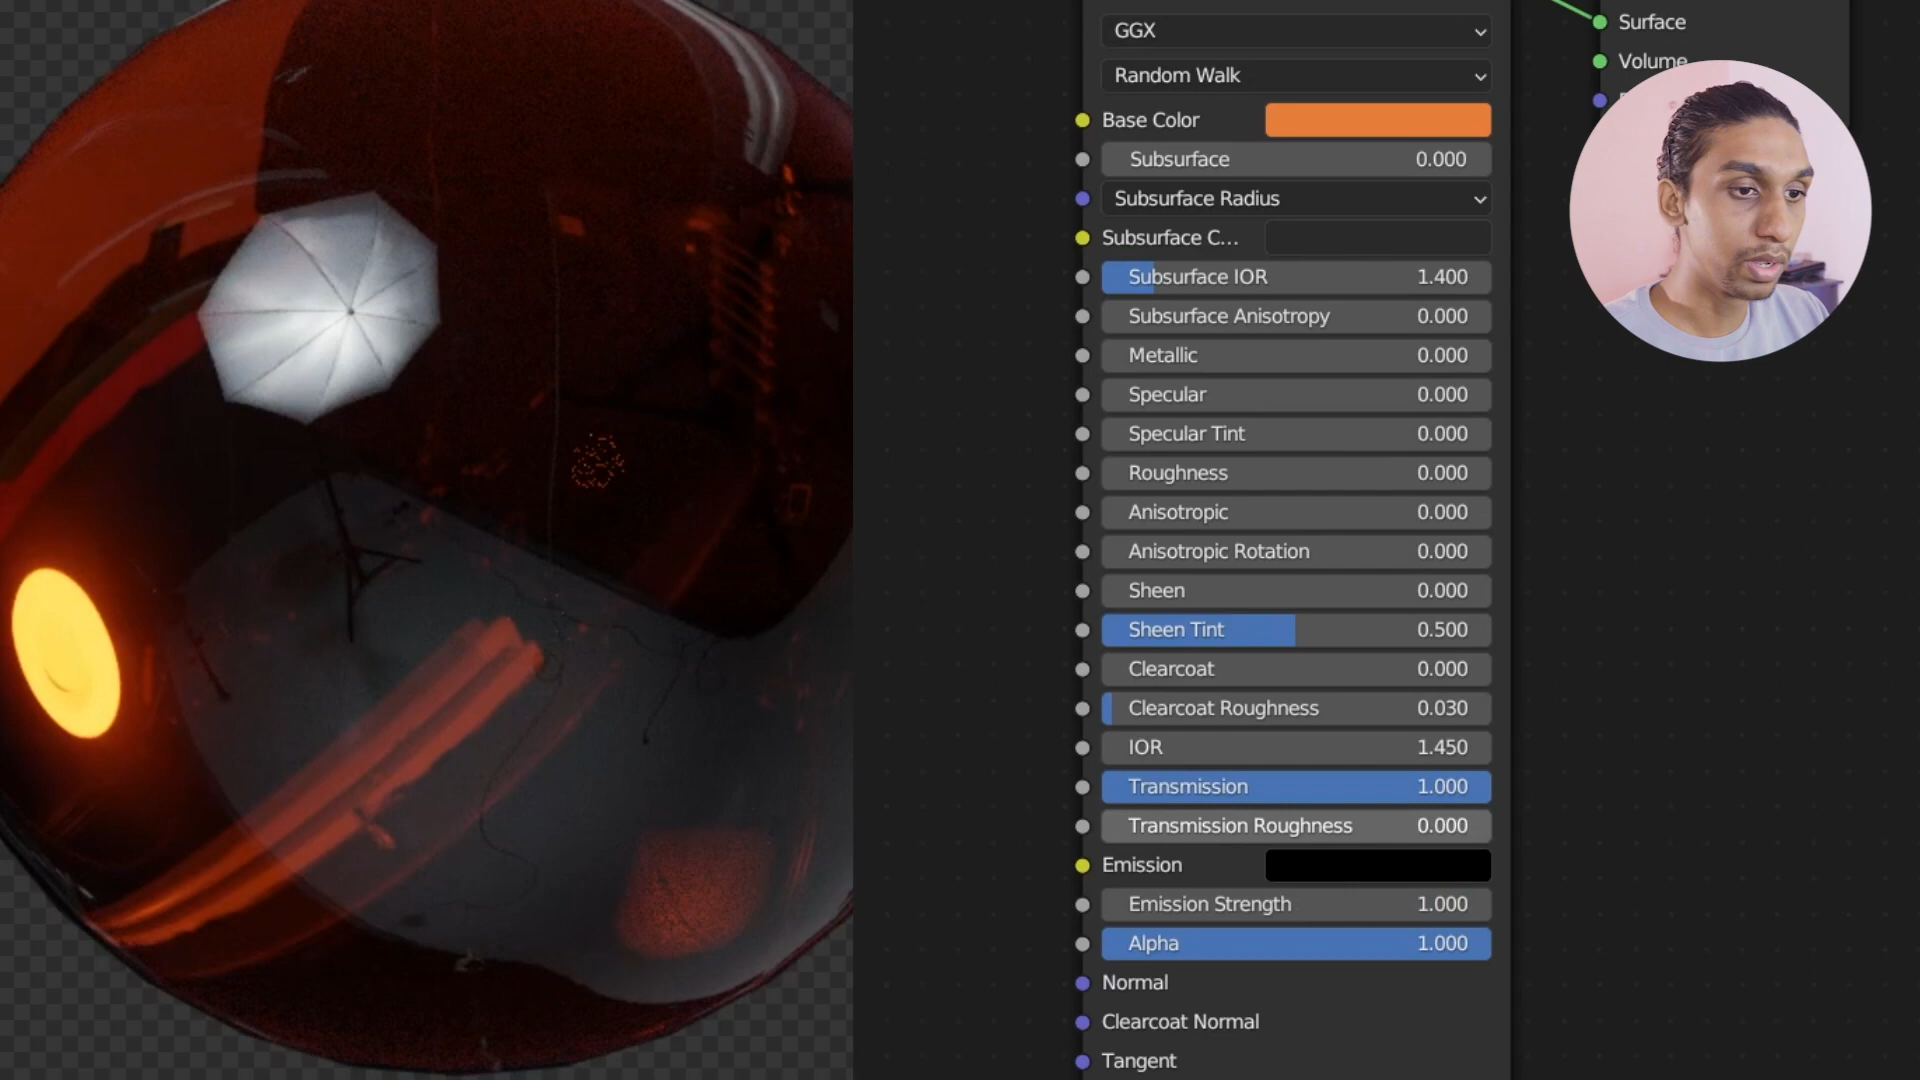 GGX
Random Walk
Base Color
Subsurface 0.000
Subsurface Radius
Subsurface C...
Subsurface IOR 1.400
Subsurface Anisotropy 0.000
Metallic 0.000
Specular 0.000
Specular Tint 0.000
Roughness 0.000
Anisotropic 0.000
Anisotropic Rotation 0.000
Sheen 0.000
Sheen Tint 0.500
Clearcoat 0.000
Clearcoat Roughness 0.030
IOR 1.450
Transmission 1.000
Transmission Roughness 0.000
Emission
Emission Strength 1.000
Alpha 1.000
Normal
Clearcoat Normal
Tangent
Surface
Volume